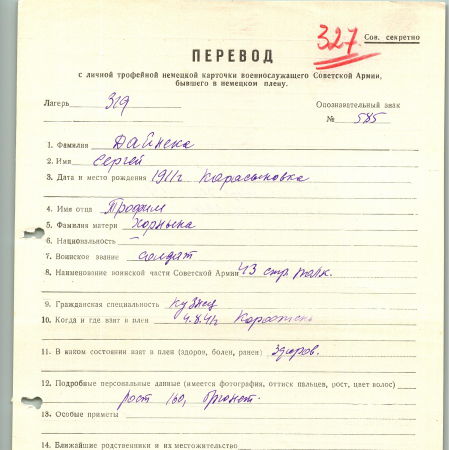 327
Сов. секретно
ПЕРЕВОД
с личной трофейной немецкой карточки военнослужащего Советской Армии,
бывшего в немецком плену.
Лагерь 319
Опознавательный знак
№ 585
1. Фамилия Дайнека
2. Имя Сергей
3. Дата и место рождения 1911г Карасыновка
4. Имя отца Трофим
5. Фамилия матери Хорныка
6. Национальность –
7. Воинское звание солдат
8. Наименование воинской части Советской Армии 43 стр. полк.
9. Гражданская специальность кузнец
10. Когда и где взят в плен 4.8.41г
11. В каком состоянии взят в плен (здоров, болен, ранен) здоров.
12. Подробные персональные данные (имеется фотография, оттиск пальцев, рост, цвет волос)
рост 160, брюнет.
13. Особые приметы
14. Ближайшие родственники и их местожительство